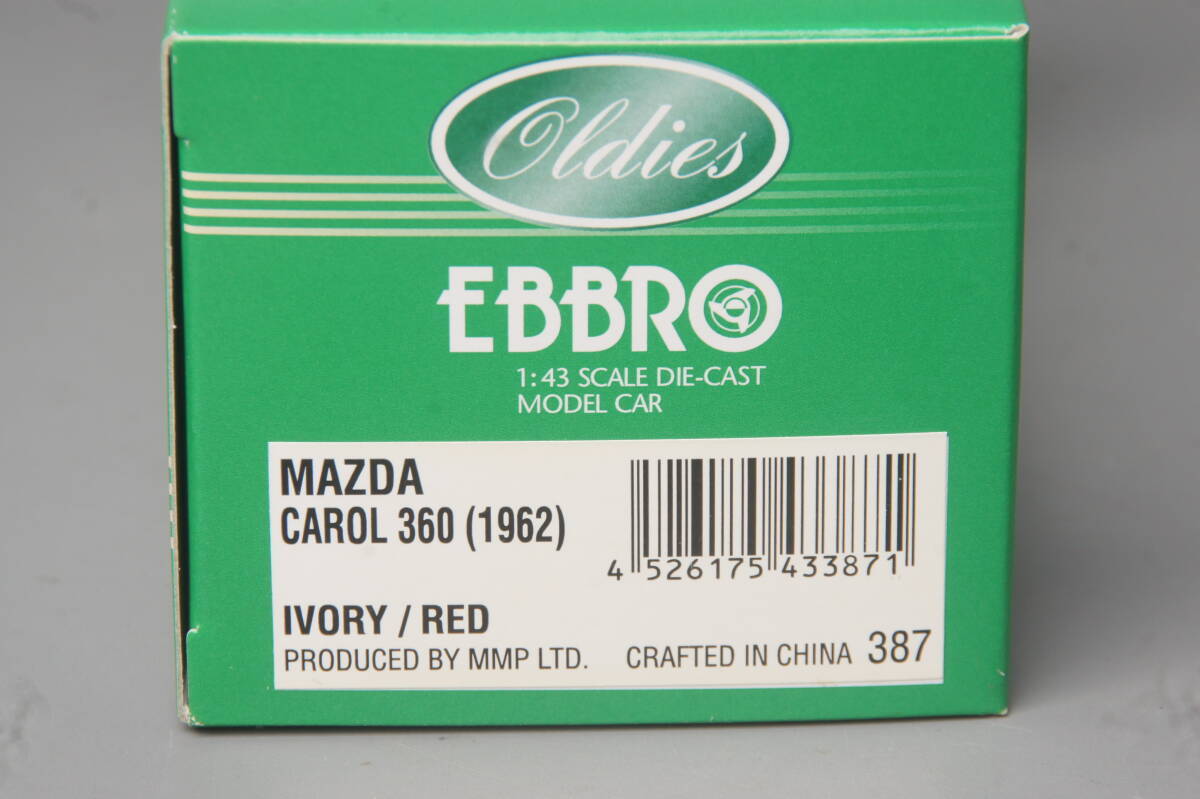 Oldies
EBBRO
1:43 SCALE DIE-CAST
MODEL CAR
MAZDA
CAROL 360 (1962)
4 526175 433871
IVORY / RED
PRODUCED BY MMP LTD. CRAFTED IN CHINA 387